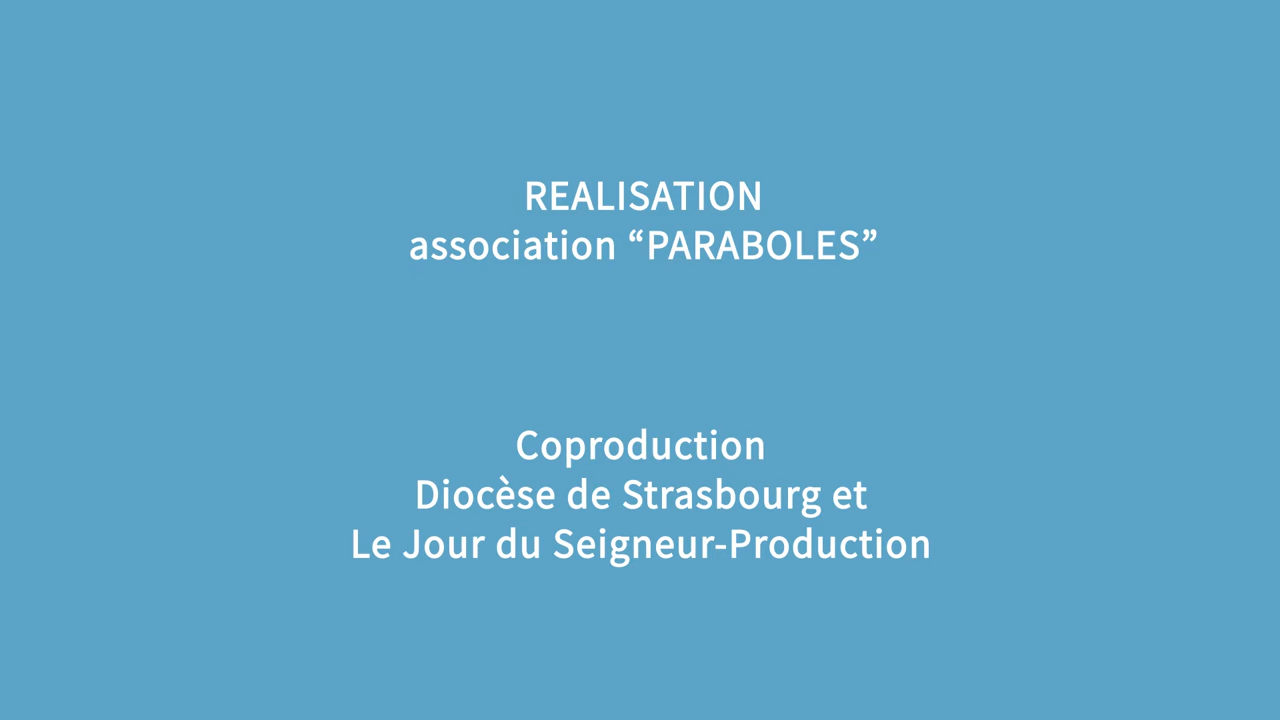 REALISATION
association “PARABOLES”
Coproduction
Diocèse de Strasbourg et
Le Jour du Seigneur-Production